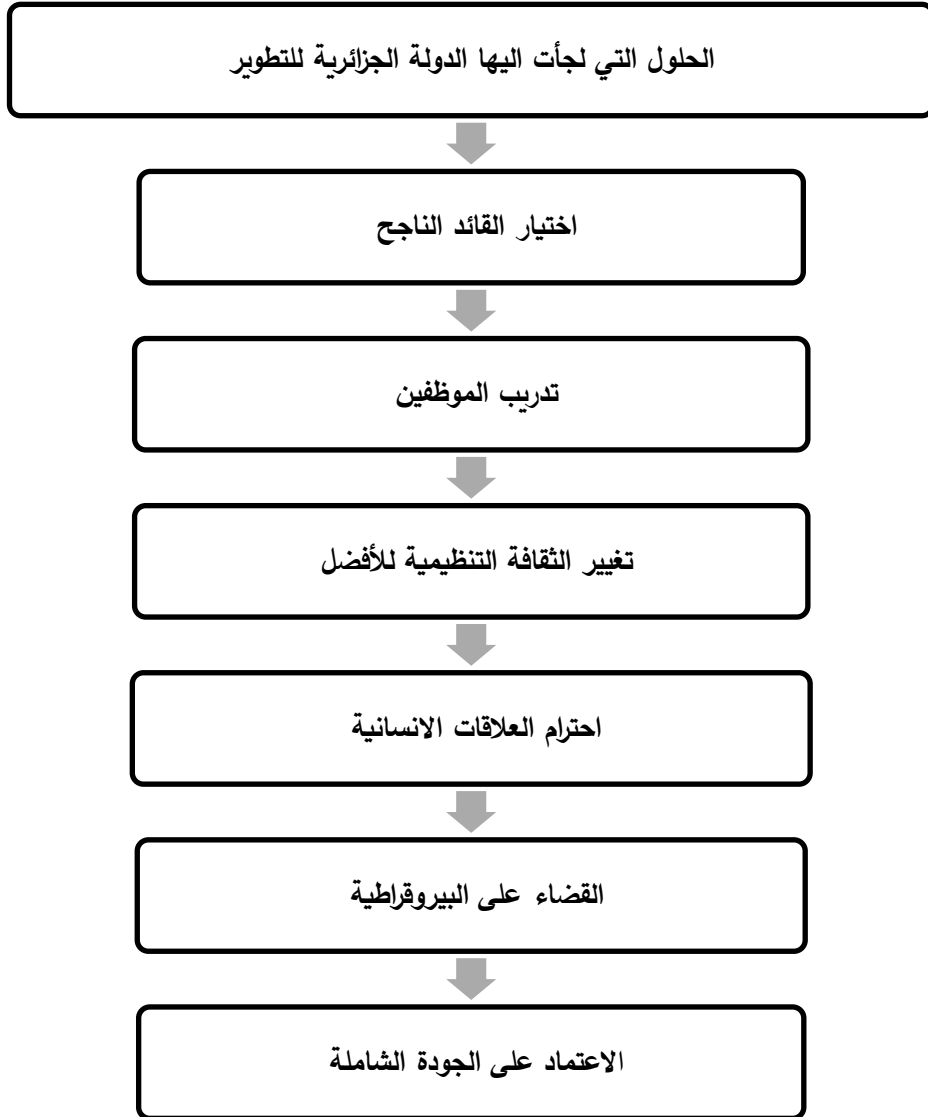 الحلول التي لجأت اليها الدولة الجزائرية للتطوير
اختيار القائد الناجح
تدريب الموظفين
تغيير الثقافة التنظيمية للأفضل
احترام العلاقات الانسانية
القضاء على البيروقراطية
الاعتماد على الجودة الشاملة